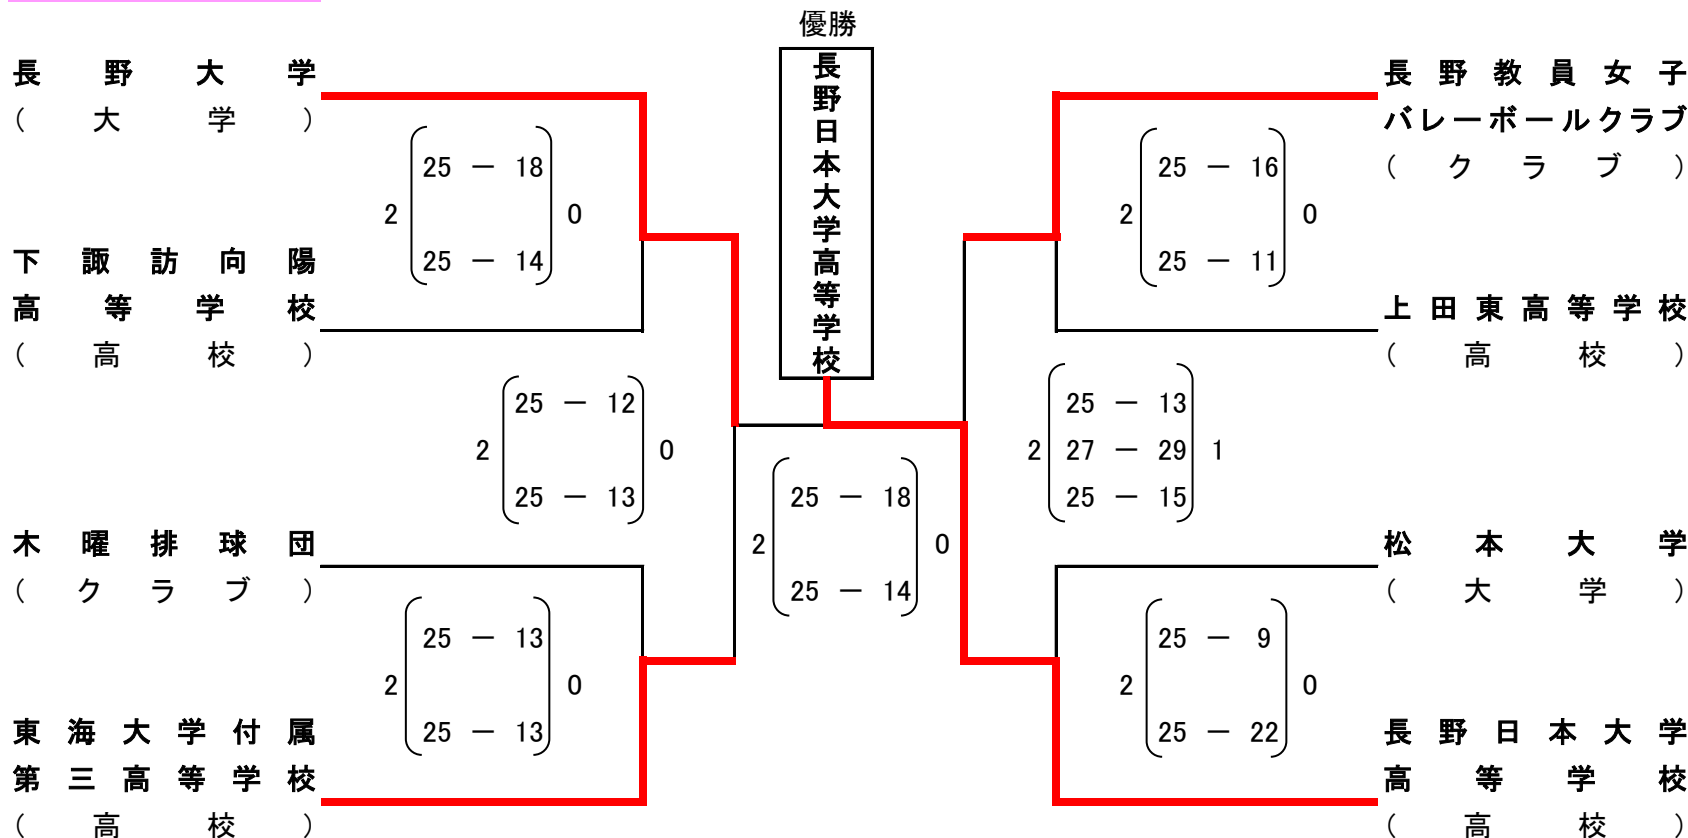 優勝
長野日本大学高等学校
長野大学
(大学)
25 － 18
2 0
25 － 14
下諏訪向陽
高等学校
(高校)
25 － 12
2 0
25 － 13
木曜排球団
(クラブ)
25 － 13
2 0
25 － 13
東海大学付属
第三高等学校
(高校)
25 － 18
2 0
25 － 14
長野教員女子
バレーボールクラブ
(クラブ)
25 － 16
2 0
25 － 11
上田東高等学校
(高校)
25 － 13
2 27 － 29 1
25 － 15
松本大学
(大学)
25 － 9
2 0
25 － 22
長野日本大学
高等学校
(高校)